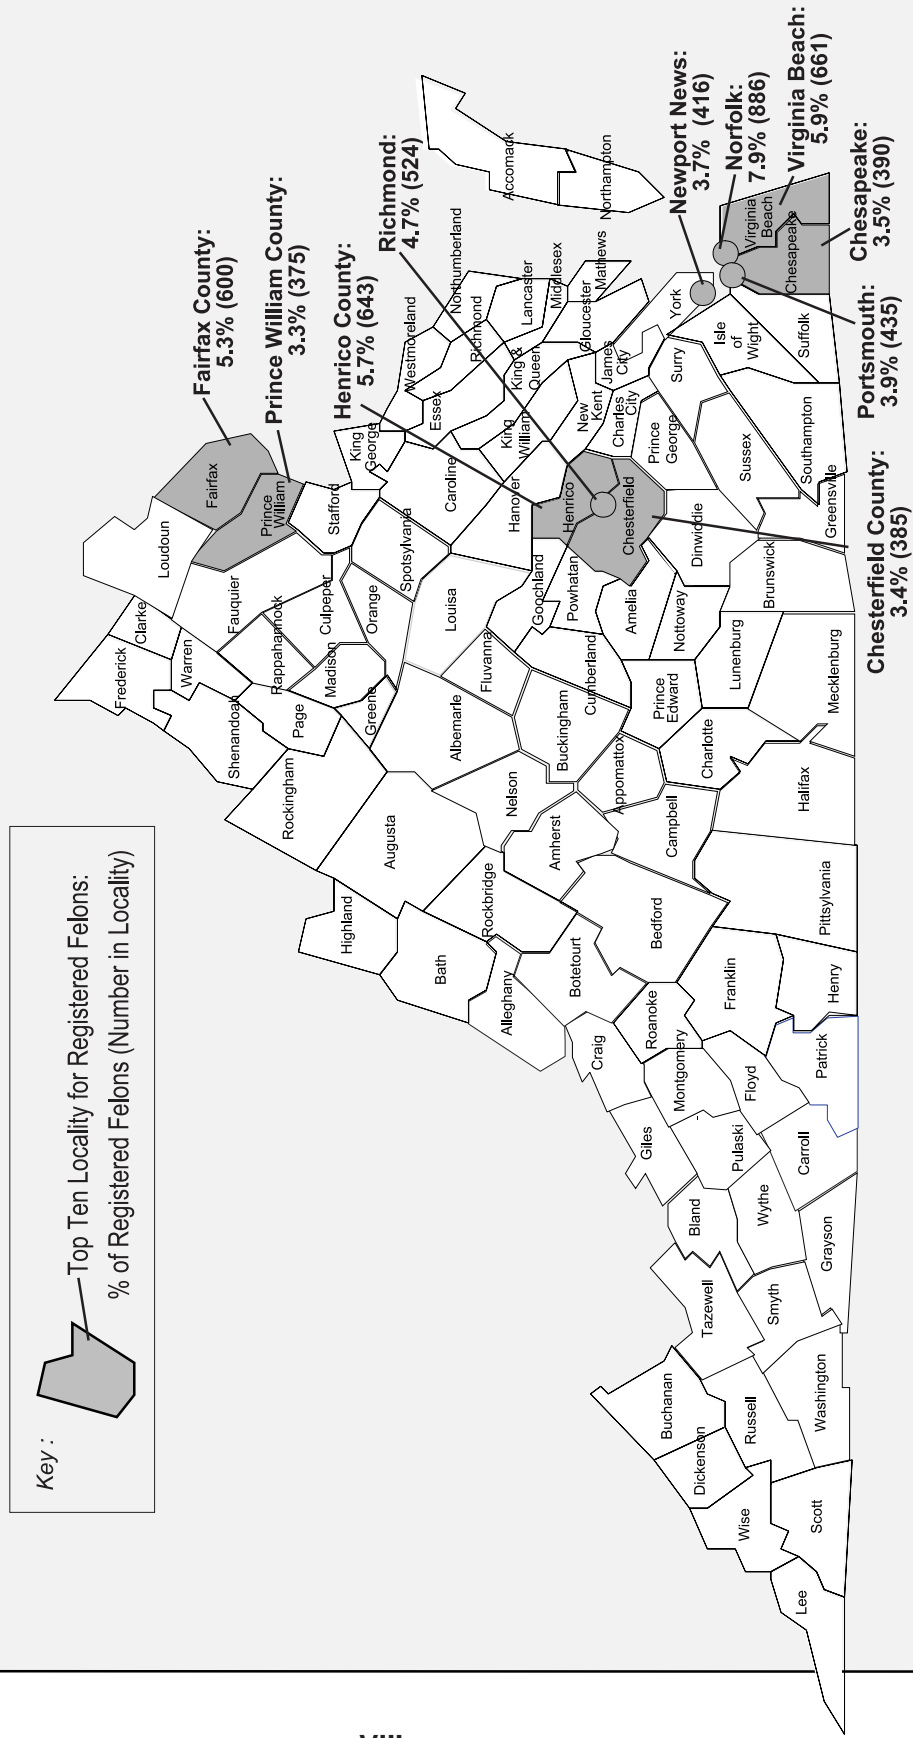 Key :
Top Ten Locality for Registered Felons:
% of Registered Felons (Number in Locality)
Fairfax County:
5.3% (600)
Prince William County:
3.3% (375)
Henrico County:
5.7% (643)
Richmond:
4.7% (524)
Newport News:
3.7% (416)
Norfolk:
7.9% (886)
Virginia Beach:
5.9% (661)
Chesapeake:
3.5% (390)
Portsmouth:
3.9% (435)
Chesterfield County:
3.4% (385)
Frederick
Clarke
Loudoun
Warren
Fauquier
Fairfax
Prince
William
Shenandoah
Page
Rappahannock
Culpeper
Stafford
Madison
Rockingham
Greene
Orange
Spotsylvania
King
George
Westmoreland
Highland
Augusta
Albemarle
Louisa
Caroline
Essex
Richmond
Northumberland
Accomack
Bath
Rockbridge
Nelson
Fluvanna
Goochland
Hanover
King
William
King &
Queen
Lancaster
Middlesex
Northampton
Alleghany
Botetourt
Amherst
Buckingham
Cumberland
Powhatan
Henrico
New
Kent
Gloucester
Mathews
Craig
Bedford
Appomattox
Amelia
Chesterfield
Charles
City
James
City
York
Giles
Montgomery
Roanoke
Campbell
Prince
Edward
Nottoway
Dinwiddie
Prince
George
Surry
Isle
of
Wight
Virginia
Beach
Chesapeake
Buchanan
Dickenson
Tazewell
Bland
Pulaski
Floyd
Franklin
Charlotte
Lunenburg
Brunswick
Sussex
Southampton
Suffolk
Wise
Russell
Smyth
Wythe
Carroll
Patrick
Henry
Pittsylvania
Halifax
Mecklenburg
Greensville
Lee
Scott
Washington
Grayson